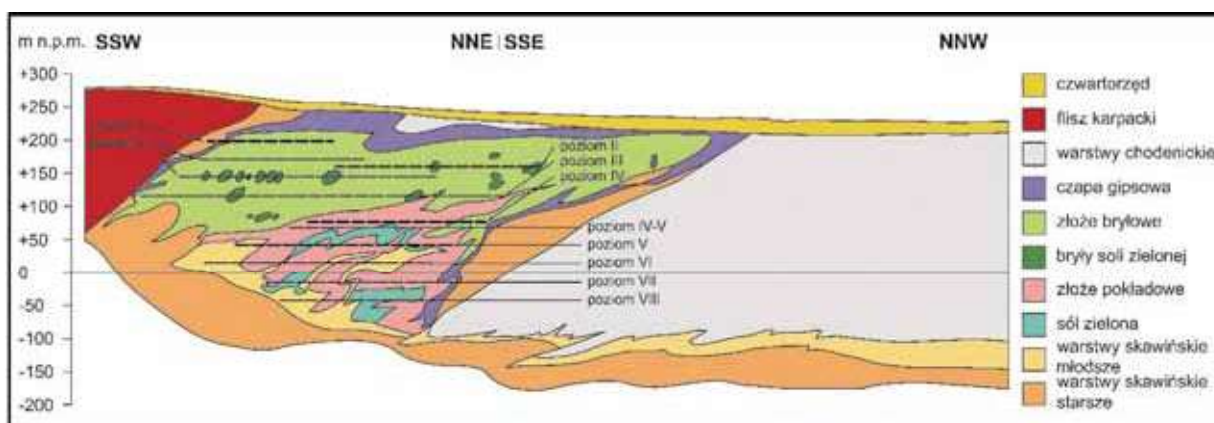 m n.p.m. SSW NNE | SSE NNW
+300
+250
+200
+150
+100
+50
0
-50
-100
-150
-200
poziom II
poziom III
poziom IV
poziom IV-V
poziom V
poziom VI
poziom VII
poziom VIII
czwartorzęd
flisz karpacki
warstwy chodenickie
czapa gipsowa
złoże bryłowe
bryły soli zielonej
złoże pokładowe
sól zielona
warstwy skawińskie
młodsze
warstwy skawińskie
starsze